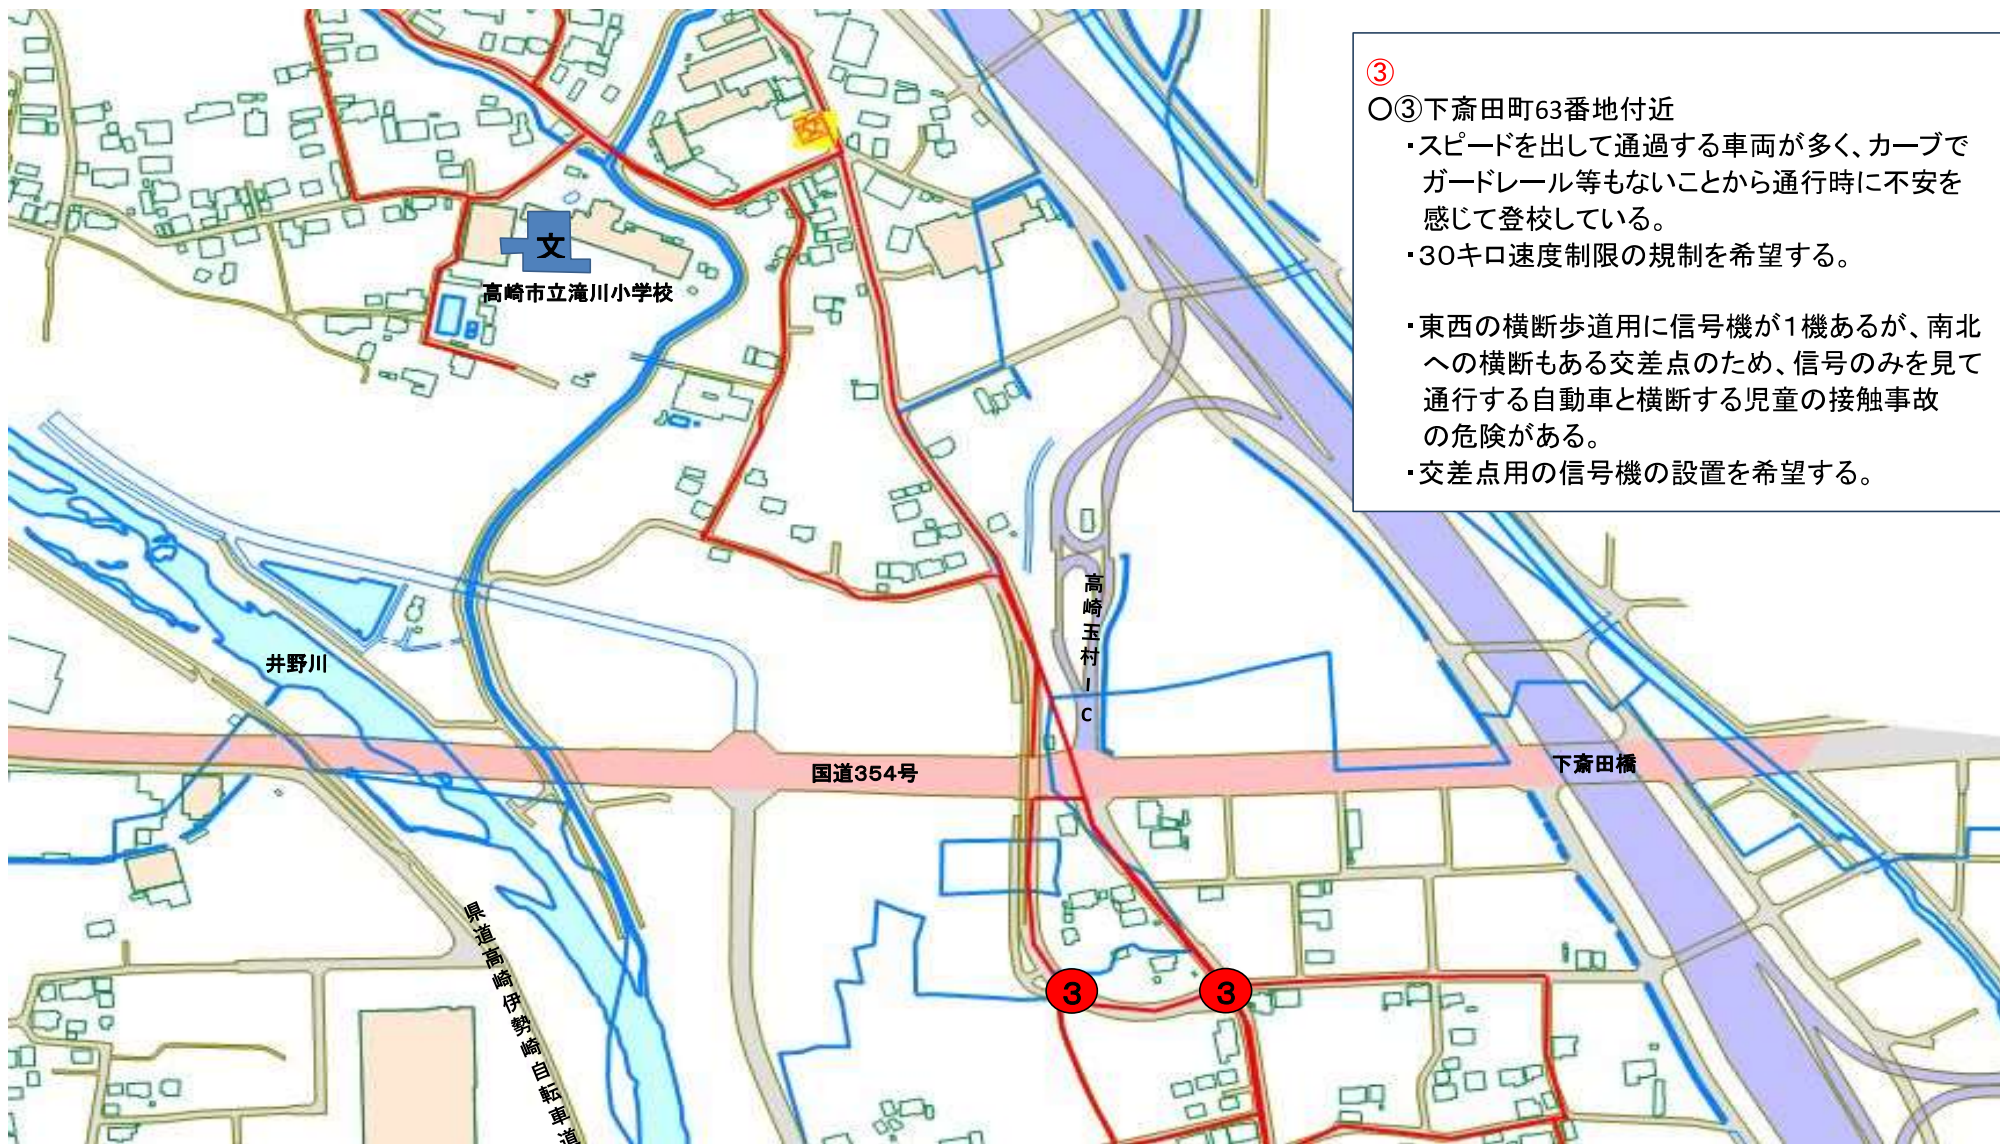 ③
〇③下斎田町63番地付近
・スピードを出して通過する車両が多く、カーブで
ガードレール等もないことから通行時に不安を
感じて登校している。
・30キロ速度制限の規制を希望する。
・東西の横断歩道用に信号機が1機あるが、南北
への横断もある交差点のため、信号のみを見て
通行する自動車と横断する児童の接触事故
の危険がある。
・交差点用の信号機の設置を希望する。
文
高崎市立滝川小学校
高崎玉村IC
井野川
国道354号
下斎田橋
県道高崎伊勢崎自転車道
3
3